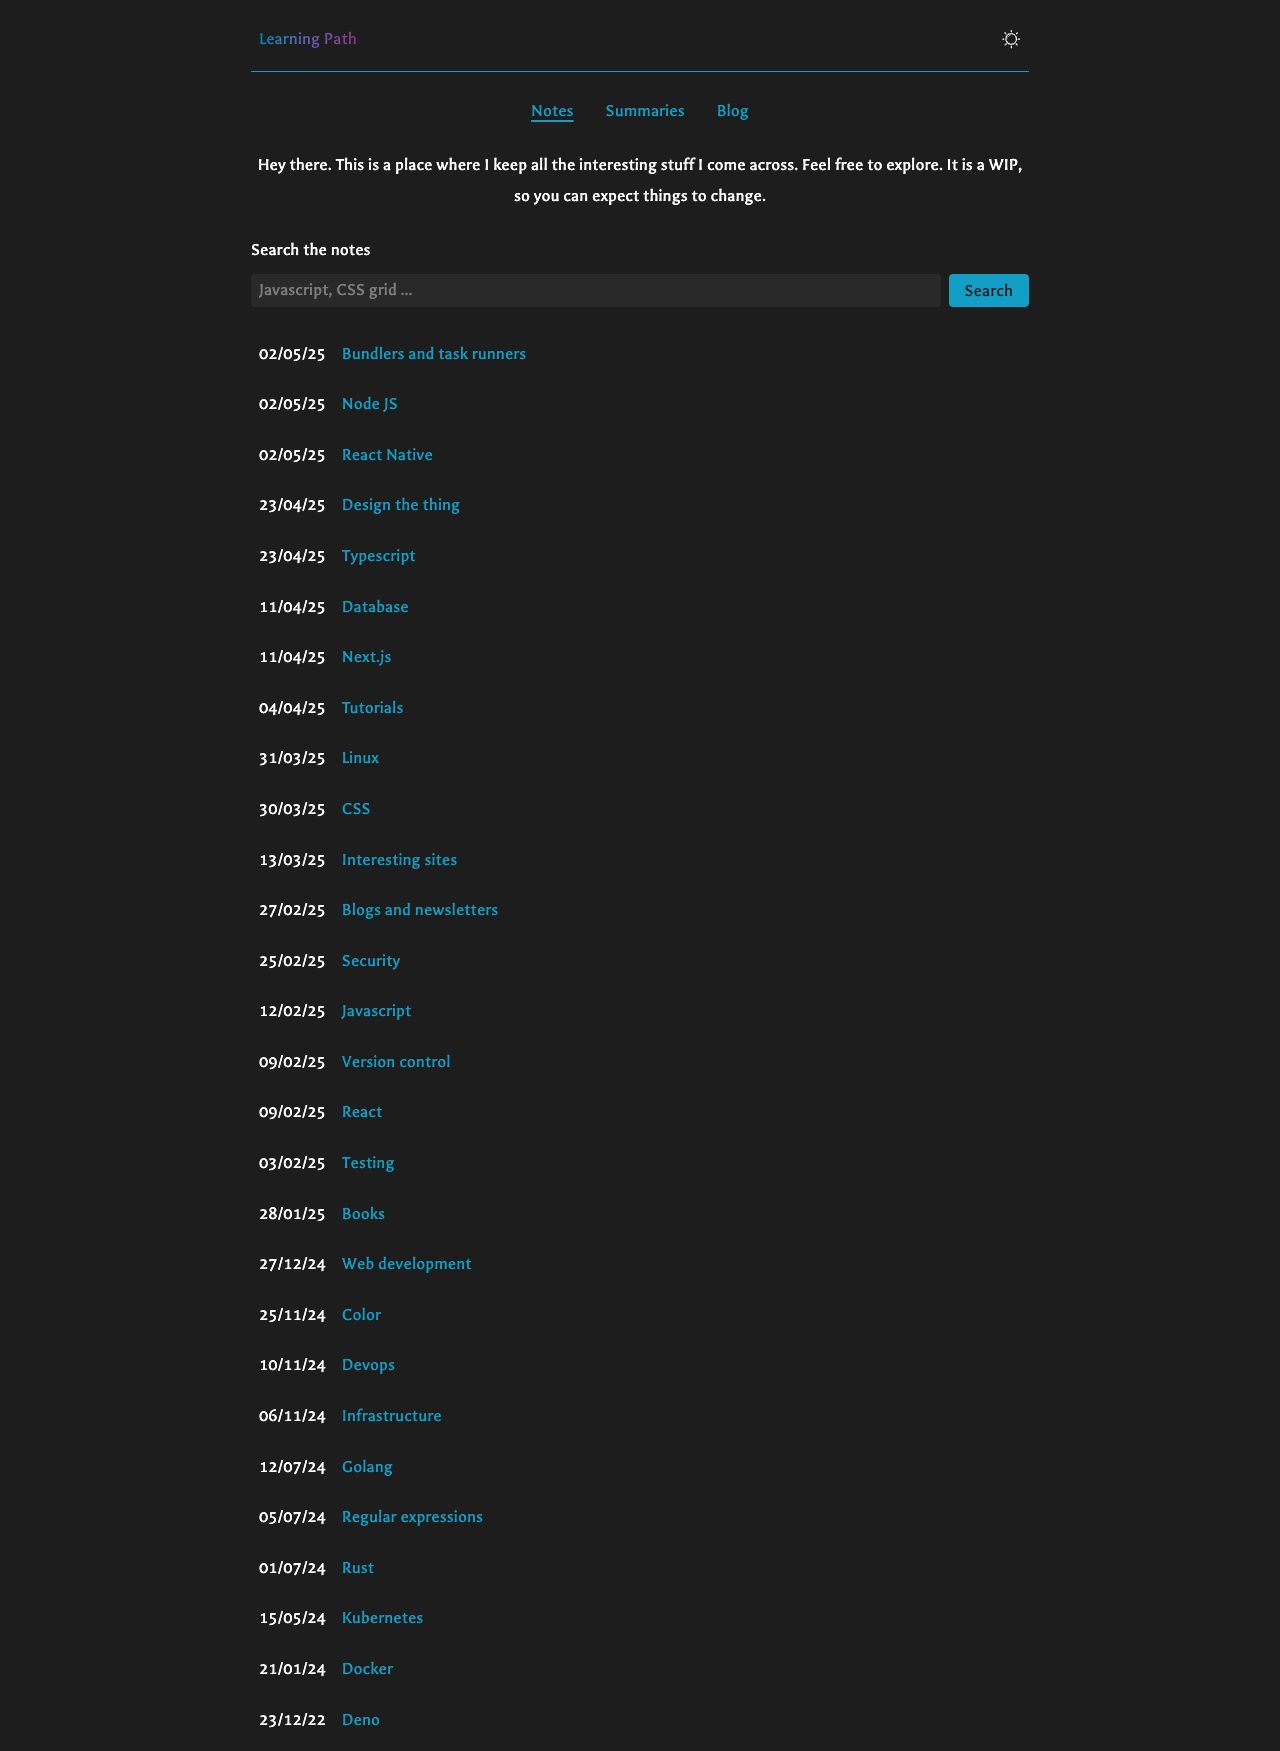 Learning Path
Notes Summaries Blog
Hey there. This is a place where I keep all the interesting stuff I come across. Feel free to explore. It is a WIP,
so you can expect things to change.
Search the notes
Javascript, CSS grid ... Search
02/05/25 Bundlers and task runners
02/05/25 Node JS
02/05/25 React Native
23/04/25 Design the thing
23/04/25 Typescript
11/04/25 Database
11/04/25 Next.js
04/04/25 Tutorials
31/03/25 Linux
30/03/25 CSS
13/03/25 Interesting sites
27/02/25 Blogs and newsletters
25/02/25 Security
12/02/25 Javascript
09/02/25 Version control
09/02/25 React
03/02/25 Testing
28/01/25 Books
27/12/24 Web development
25/11/24 Color
10/11/24 Devops
06/11/24 Infrastructure
12/07/24 Golang
05/07/24 Regular expressions
01/07/24 Rust
15/05/24 Kubernetes
21/01/24 Docker
23/12/22 Deno